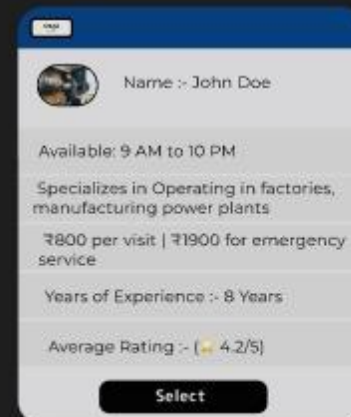 Name :- John Doe
Available: 9 AM to 10 PM
Specializes in Operating in factories,
manufacturing power plants
₹800 per visit | ₹1900 for emergency
service
Years of Experience :- 8 Years
Average Rating :- (⭐ 4.2/5)
Select